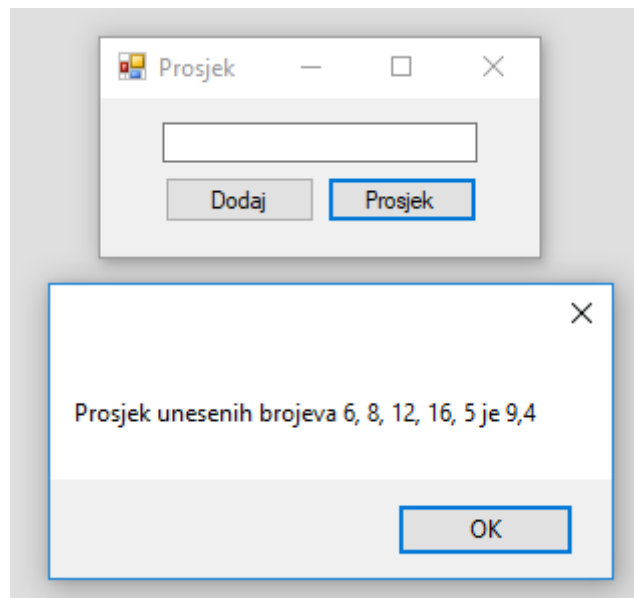 Prosjek
Dodaj Prosjek
Prosjek unesenih brojeva 6, 8, 12, 16, 5 je 9,4
OK